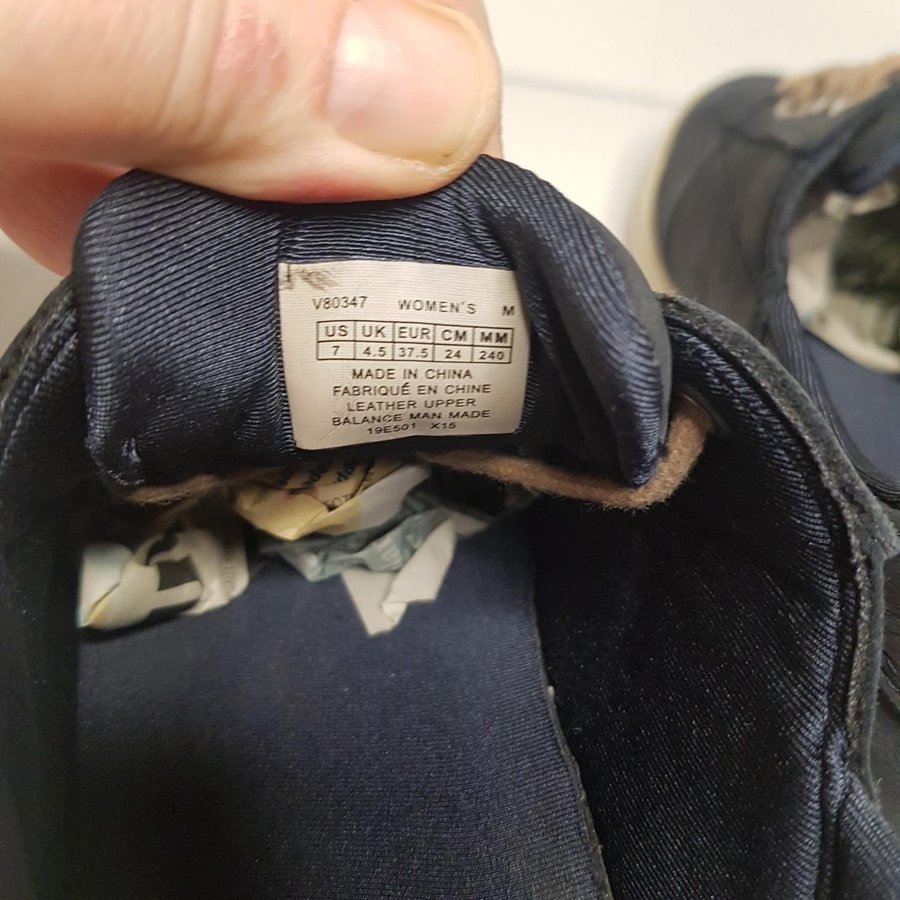 V80347 WOMEN'S M
US UK EUR CM MM
7 4.5 37.5 24 240
MADE IN CHINA
FABRIQUÉ EN CHINE
LEATHER UPPER
BALANCE MAN MADE
19E501 X15